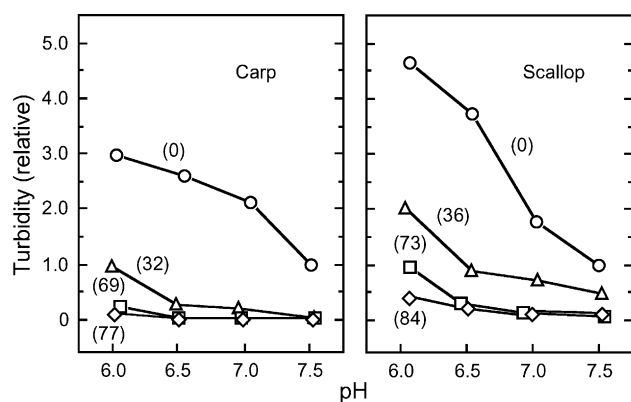 Turbidity (relative)
5.0
4.0
3.0
2.0
1.0
0
Carp
(0)
(32)
(69)
(77)
6.0 6.5 7.0 7.5
Scallop
(0)
(36)
(73)
(84)
6.0 6.5 7.0 7.5
pH